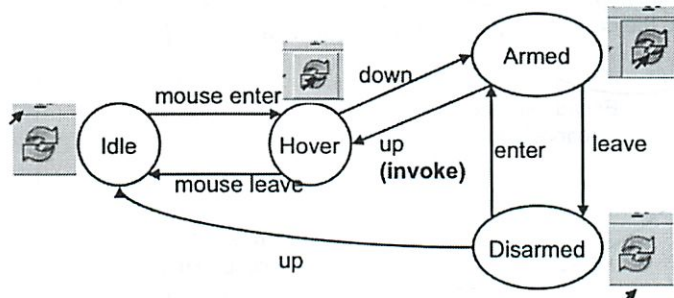 Armed
down
mouse enter
Idle
Hover
up
(invoke)
enter
leave
mouse leave
Disarmed
up